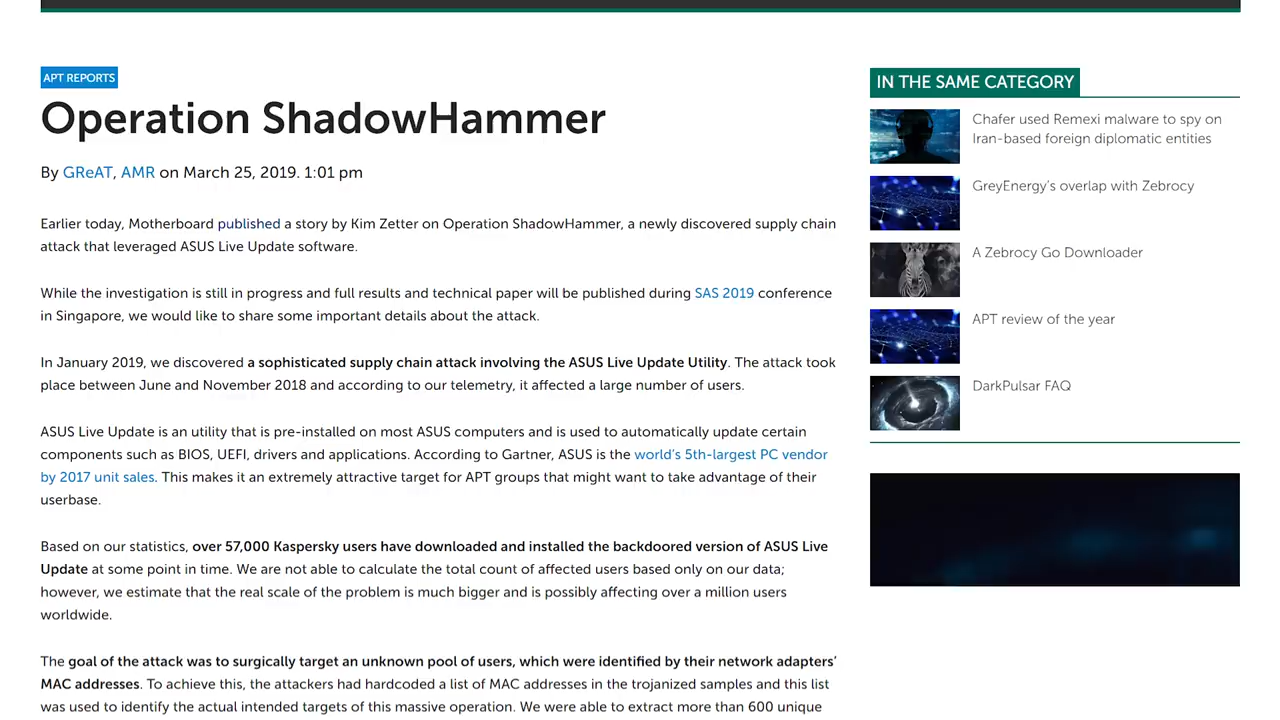 APT REPORTS
Operation ShadowHammer
By GReAT, AMR on March 25, 2019. 1:01 pm
Earlier today, Motherboard published a story by Kim Zetter on Operation ShadowHammer, a newly discovered supply chain
attack that leveraged ASUS Live Update software.
While the investigation is still in progress and full results and technical paper will be published during SAS 2019 conference
in Singapore, we would like to share some important details about the attack.
In January 2019, we discovered a sophisticated supply chain attack involving the ASUS Live Update Utility. The attack took
place between June and November 2018 and according to our telemetry, it affected a large number of users.
ASUS Live Update is an utility that is pre-installed on most ASUS computers and is used to automatically update certain
components such as BIOS, UEFI, drivers and applications. According to Gartner, ASUS is the world's 5th-largest PC vendor
by 2017 unit sales. This makes it an extremely attractive target for APT groups that might want to take advantage of their
userbase.
Based on our statistics, over 57,000 Kaspersky users have downloaded and installed the backdoored version of ASUS Live
Update at some point in time. We are not able to calculate the total count of affected users based only on our data;
however, we estimate that the real scale of the problem is much bigger and is possibly affecting over a million users
worldwide.
The goal of the attack was to surgically target an unknown pool of users, which were identified by their network adapters'
MAC addresses. To achieve this, the attackers had hardcoded a list of MAC addresses in the trojanized samples and this list
was used to identify the actual intended targets of this massive operation. We were able to extract more than 600 unique
IN THE SAME CATEGORY
Chafer used Remexi malware to spy on
Iran-based foreign diplomatic entities
GreyEnergy's overlap with Zebrocy
A Zebrocy Go Downloader
APT review of the year
DarkPulsar FAQ